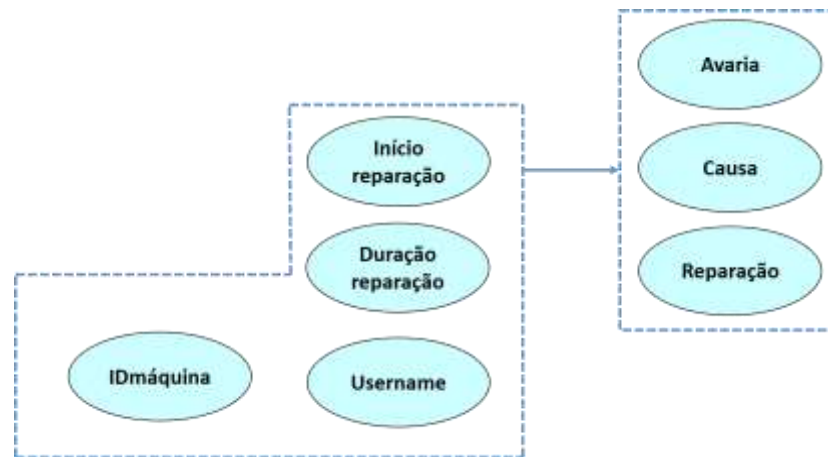 Início
reparação
Duração
reparação
IDmáquina
Username
Avaria
Causa
Reparação